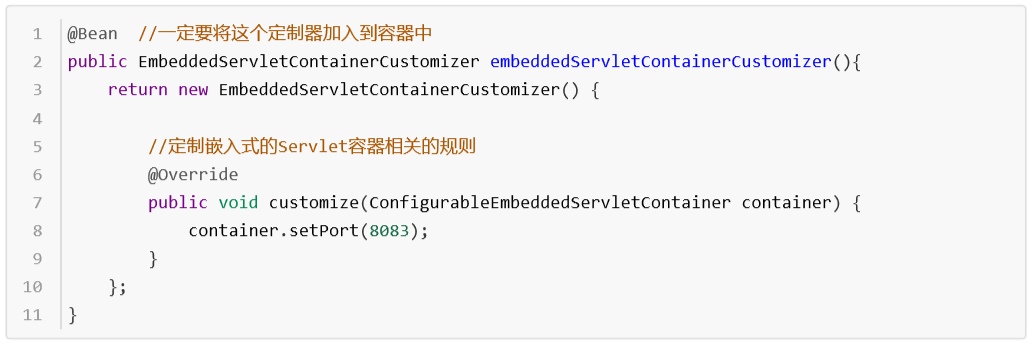 1 @Bean  //一定要将这个定制器加入到容器中
2 public EmbeddedServletContainerCustomizer embeddedServletContainerCustomizer(){
3     return new EmbeddedServletContainerCustomizer() {
4
5         //定制嵌入式的Servlet容器相关的规则
6         @Override
7         public void customize(ConfigurableEmbeddedServletContainer container) {
8             container.setPort(8083);
9         }
10     };
11 }